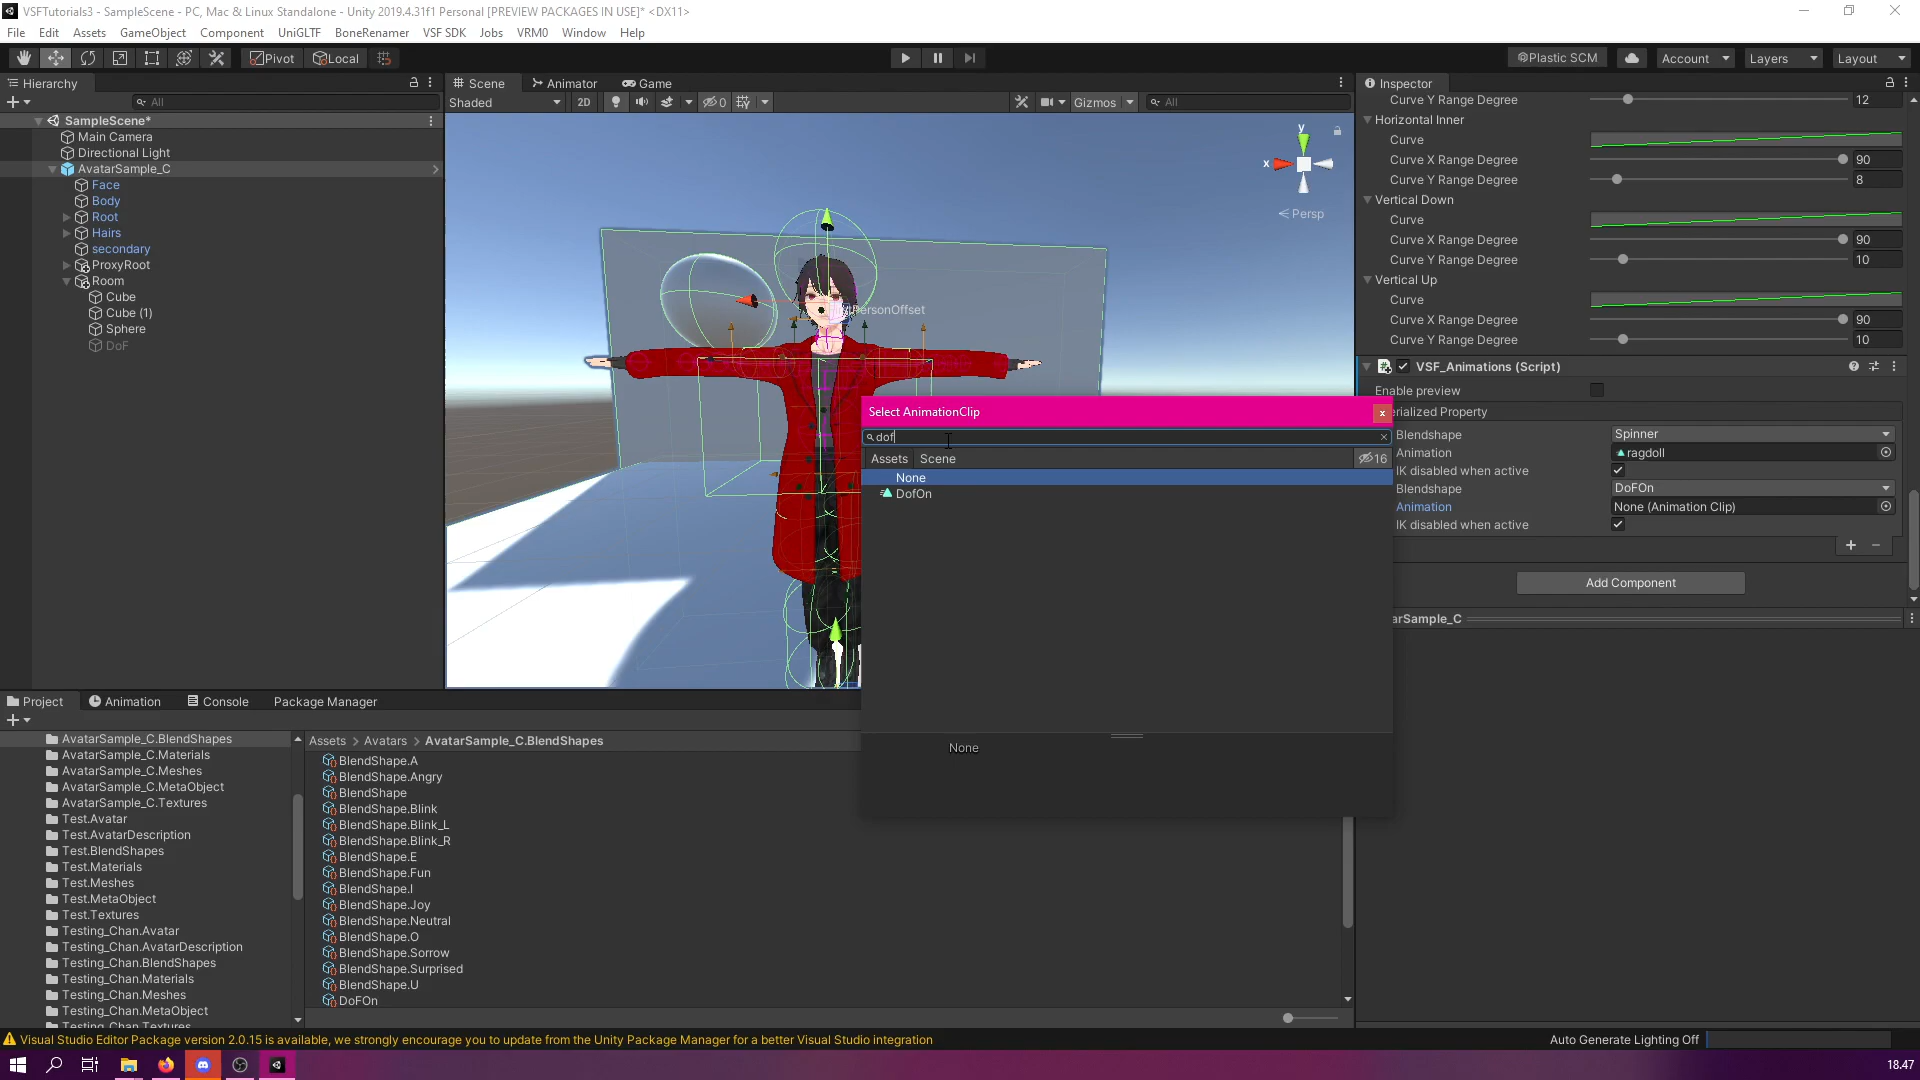 VSFTutorials3 - SampleScene - PC, Mac & Linux Standalone - Unity 2019.4.31f1 Personal [PREVIEW PACKAGES IN USE]* <DX11>
File Edit Assets GameObject Component UniGLTF BoneRenamer VSF SDK Jobs VRM0 Window Help
Pivot Local Plastic SCM Account Layers Layout
Hierarchy
All
SampleScene*
Main Camera
Directional Light
AvatarSample_C
Face
Body
Root
Hairs
secondary
ProxyRoot
Room
Cube
Cube (1)
Sphere
DoF
Scene Animator Game
Shaded 2D 0 Gizmos All
y
x
Persp
PersonOffset
Inspector
Curve Y Range Degree 12
Horizontal Inner
Curve
Curve X Range Degree 90
Curve Y Range Degree 8
Vertical Down
Curve
Curve X Range Degree 90
Curve Y Range Degree 10
Vertical Up
Curve
Curve X Range Degree 90
Curve Y Range Degree 10
VSF_Animations (Script)
Enable preview
erialized Property
Blendshape Spinner
Animation ragdoll
IK disabled when active
Blendshape DoFOn
Animation None (Animation Clip)
IK disabled when active
Add Component
arSample_C
Select AnimationClip
dof
Assets Scene 16
None
DofOn
None
Project Animation Console Package Manager
AvatarSample_C.BlendShapes
AvatarSample_C.Materials
AvatarSample_C.Meshes
AvatarSample_C.MetaObject
AvatarSample_C.Textures
Test.Avatar
Test.AvatarDescription
Test.BlendShapes
Test.Materials
Test.Meshes
Test.MetaObject
Test.Textures
Testing_Chan.Avatar
Testing_Chan.AvatarDescription
Testing_Chan.BlendShapes
Testing_Chan.Materials
Testing_Chan.Meshes
Testing_Chan.MetaObject
Testing_Chan.Textures
Assets > Avatars > AvatarSample_C.BlendShapes
BlendShape.A
BlendShape.Angry
BlendShape
BlendShape.Blink
BlendShape.Blink_L
BlendShape.Blink_R
BlendShape.E
BlendShape.Fun
BlendShape.I
BlendShape.Joy
BlendShape.Neutral
BlendShape.O
BlendShape.Sorrow
BlendShape.Surprised
BlendShape.U
DoFOn
Visual Studio Editor Package version 2.0.15 is available, we strongly encourage you to update from the Unity Package Manager for a better Visual Studio integration
Auto Generate Lighting Off
18.47